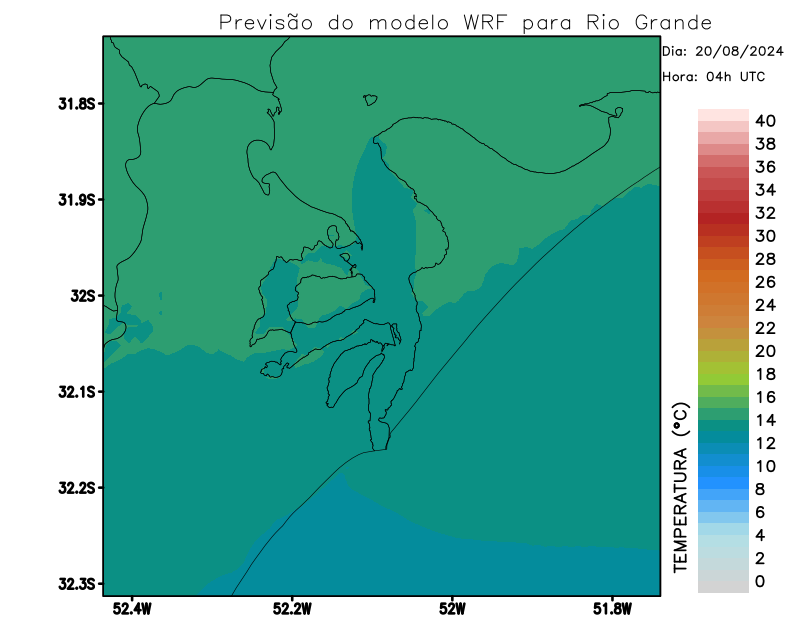 Previsão do modelo WRF para Rio Grande
Dia: 20/08/2024
Hora: 04h UTC
31.8S
31.9S
32S
32.1S
32.2S
32.3S
52.4W
52.2W
52W
51.8W
TEMPERATURA (ºC)
40
38
36
34
32
30
28
26
24
22
20
18
16
14
12
10
8
6
4
2
0